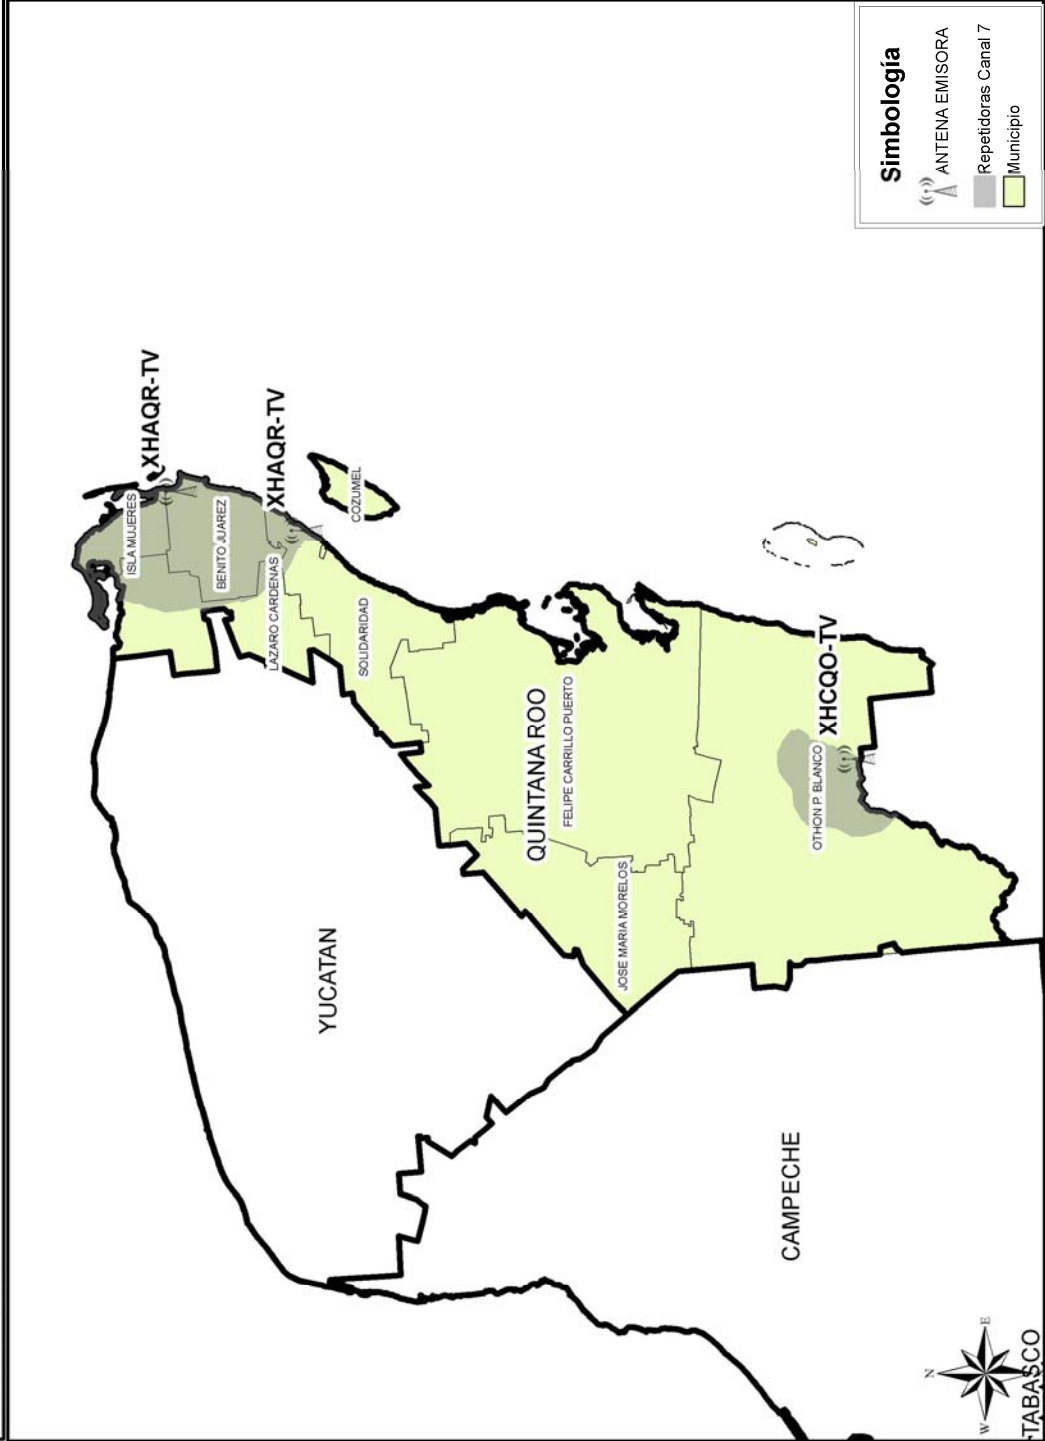 XHAQR-TV
ISLA MUJERES
XHAQR-TV
BENITO JUAREZ
LAZARO CARDENAS
COZUMEL
SOLIDARIDAD
YUCATAN
QUINTANA ROO
FELIPE CARRILLO PUERTO
JOSE MARIA MORELOS
XHCQO-TV
OTHON P. BLANCO
CAMPECHE
TABASCO
N
W
E
Simbología
ANTENA EMISORA
Repetidoras Canal 7
Municipio